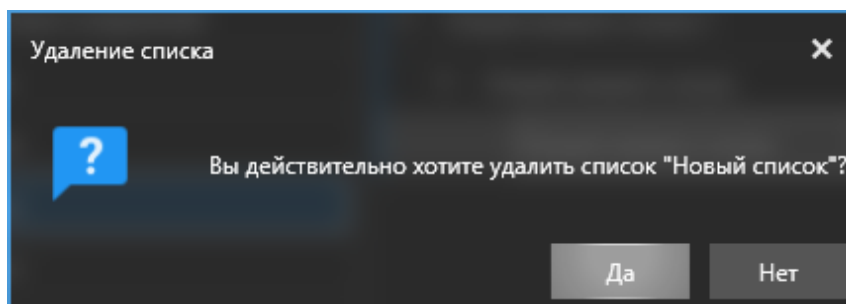 Удаление списка
Вы действительно хотите удалить список "Новый список"?
Да
Нет